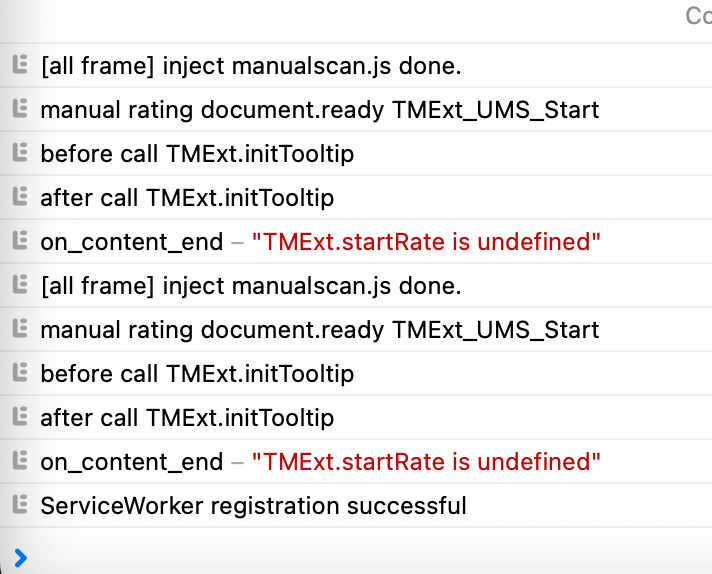 Co
[all frame] inject manualscan.js done.
manual rating document.ready TMExt_UMS_Start
before call TMExt.initTooltip
after call TMExt.initTooltip
on_content_end – "TMExt.startRate is undefined"
[all frame] inject manualscan.js done.
manual rating document.ready TMExt_UMS_Start
before call TMExt.initTooltip
after call TMExt.initTooltip
on_content_end – "TMExt.startRate is undefined"
ServiceWorker registration successful